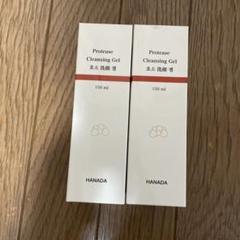 Protease
Cleansing Gel
150 ml
HANADA
Protease
Cleansing Gel
150 ml
HANADA